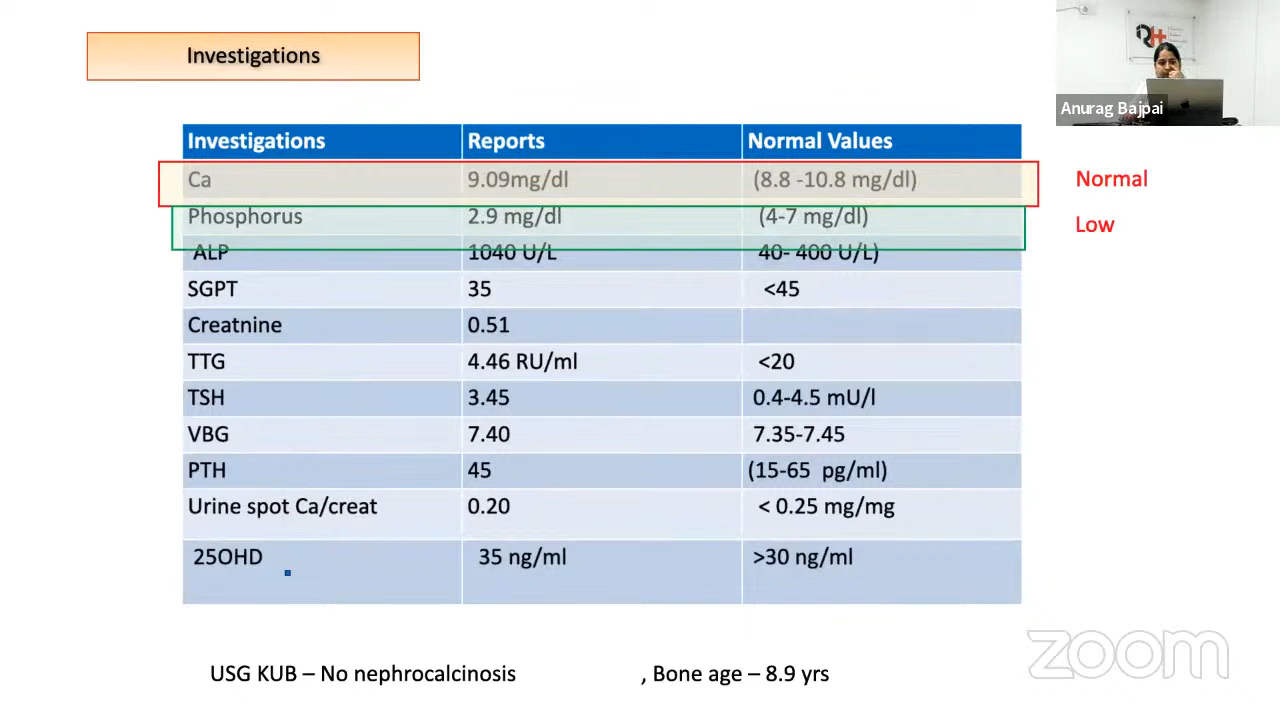 Investigations
Anurag Bajpai
Investigations Reports Normal Values
Ca 9.09mg/dl (8.8 -10.8 mg/dl) Normal
Phosphorus 2.9 mg/dl (4-7 mg/dl) Low
ALP 1040 U/L 40- 400 U/L)
SGPT 35 <45
Creatnine 0.51
TTG 4.46 RU/ml <20
TSH 3.45 0.4-4.5 mU/l
VBG 7.40 7.35-7.45
PTH 45 (15-65 pg/ml)
Urine spot Ca/creat 0.20 < 0.25 mg/mg
25OHD 35 ng/ml >30 ng/ml
zoom
USG KUB – No nephrocalcinosis , Bone age – 8.9 yrs